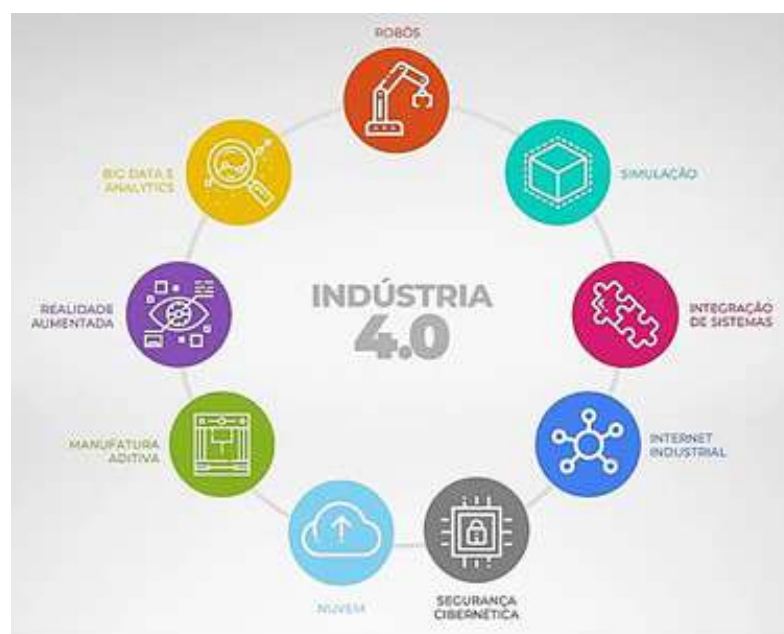 ROBÔS
SIMULAÇÃO
INTEGRAÇÃO
DE SISTEMAS
INTERNET
INDUSTRIAL
SEGURANÇA
CIBERNÉTICA
NUVEM
MANUFATURA
ADITIVA
REALIDADE
AUMENTADA
BIG DATA E
ANALYTICS
INDÚSTRIA
4.0